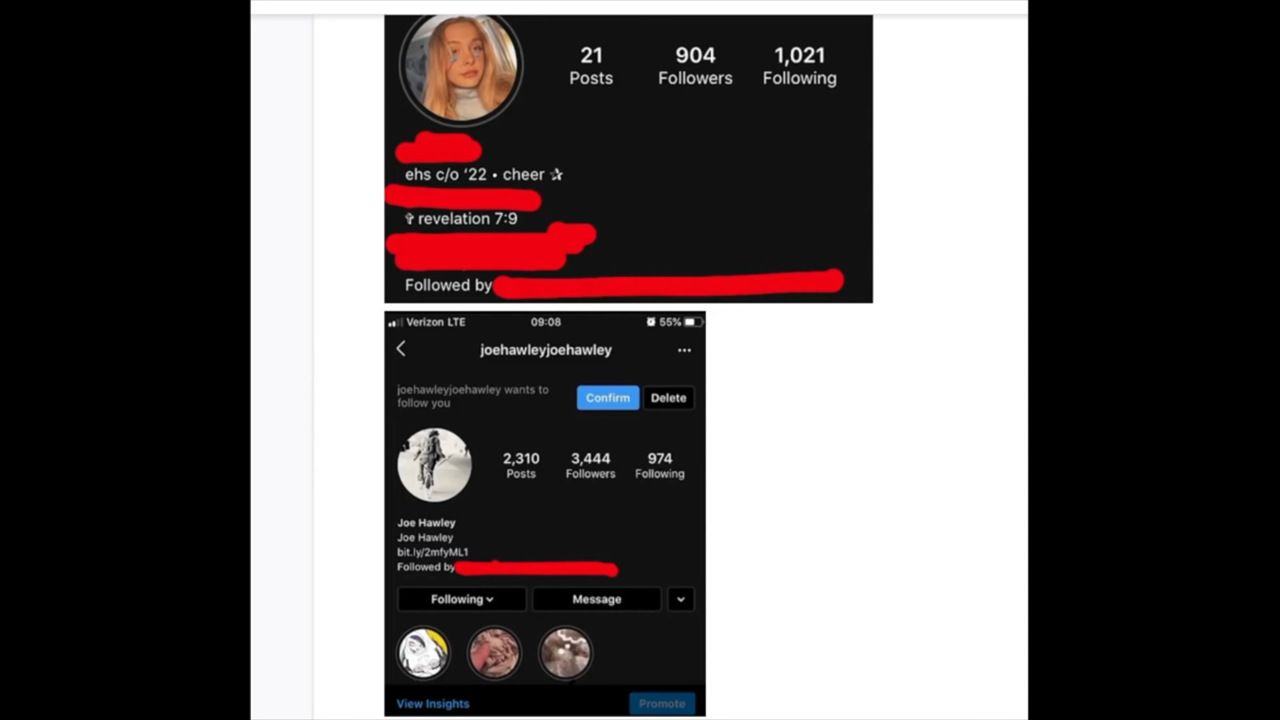 21 904 1,021
Posts Followers Following
ehs c/o ‘22 • cheer ✰
✞ revelation 7:9
Followed by
Verizon LTE 09:08 55%
joehawleyjoehawley
joehawleyjoehawley wants to
follow you
Confirm Delete
2,310 3,444 974
Posts Followers Following
Joe Hawley
Joe Hawley
bit.ly/2mfyML1
Followed by
Following Message
View Insights Promote